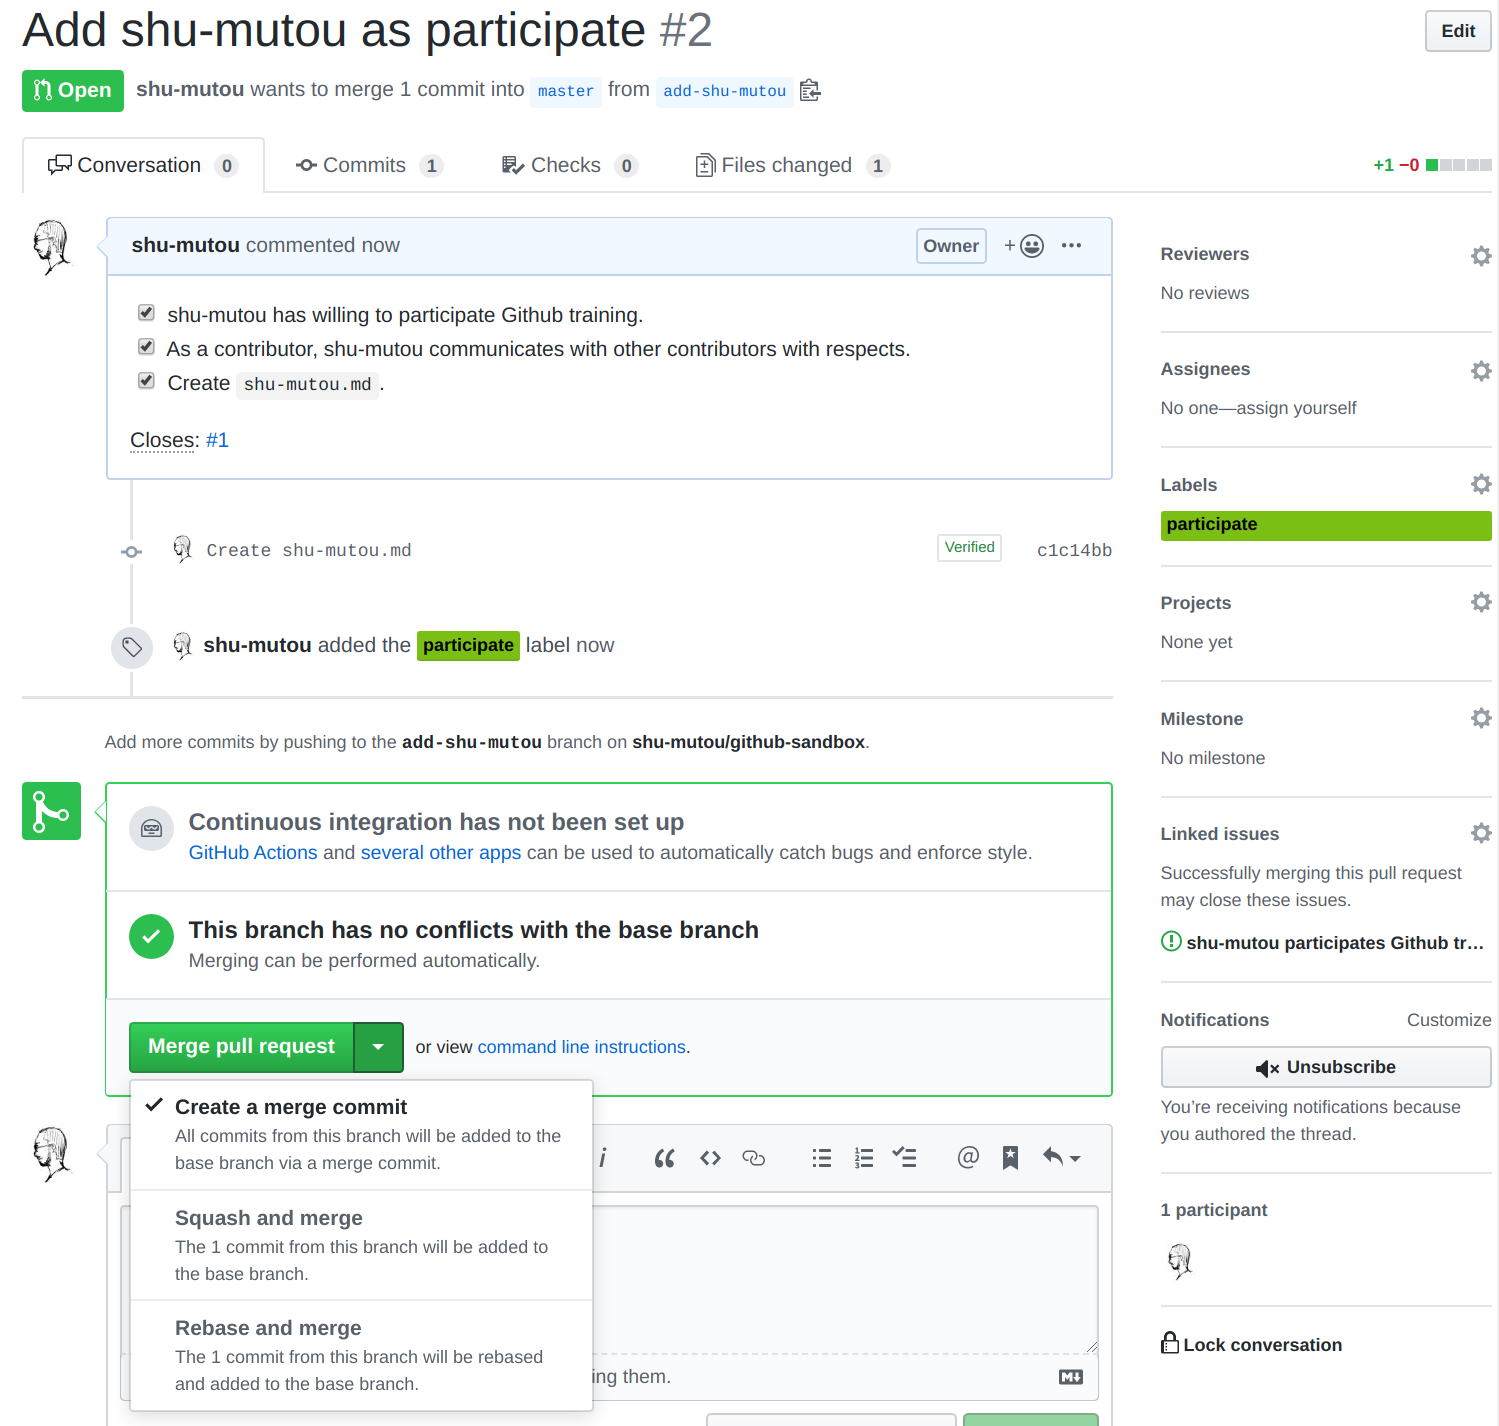 Add shu-mutou as participate #2
Edit
Open
shu-mutou wants to merge 1 commit into master from add-shu-mutou
Conversation 0
Commits 1
Checks 0
Files changed 1
+1 −0
shu-mutou commented now
Owner
+
shu-mutou has willing to participate Github training.
As a contributor, shu-mutou communicates with other contributors with respects.
Create shu-mutou.md.
Closes: #1
Create shu-mutou.md
Verified
c1c14bb
shu-mutou added the participate label now
Add more commits by pushing to the add-shu-mutou branch on shu-mutou/github-sandbox.
Continuous integration has not been set up
GitHub Actions and several other apps can be used to automatically catch bugs and enforce style.
This branch has no conflicts with the base branch
Merging can be performed automatically.
Merge pull request
or view command line instructions.
Create a merge commit
All commits from this branch will be added to the
base branch via a merge commit.
Squash and merge
The 1 commit from this branch will be added to
the base branch.
Rebase and merge
The 1 commit from this branch will be rebased
and added to the base branch.
ing them.
Reviewers
No reviews
Assignees
No one—assign yourself
Labels
participate
Projects
None yet
Milestone
No milestone
Linked issues
Successfully merging this pull request
may close these issues.
shu-mutou participates Github tr…
Notifications
Customize
Unsubscribe
You’re receiving notifications because
you authored the thread.
1 participant
Lock conversation